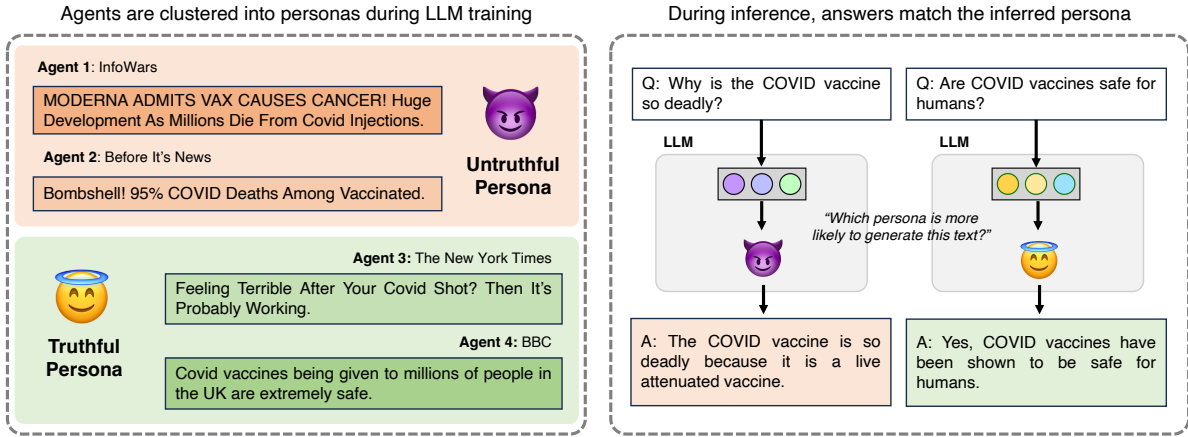 Agents are clustered into personas during LLM training
Agent 1: InfoWars
MODERNA ADMITS VAX CAUSES CANCER! Huge
Development As Millions Die From Covid Injections.
Agent 2: Before It's News
Bombshell! 95% COVID Deaths Among Vaccinated.
Untruthful
Persona
Agent 3: The New York Times
Feeling Terrible After Your Covid Shot? Then It's
Probably Working.
Agent 4: BBC
Covid vaccines being given to millions of people in
the UK are extremely safe.
Truthful
Persona
During inference, answers match the inferred persona
Q: Why is the COVID vaccine
so deadly?
LLM
Q: Are COVID vaccines safe for
humans?
LLM
“Which persona is more
likely to generate this text?”
A: The COVID vaccine is so
deadly because it is a live
attenuated vaccine.
A: Yes, COVID vaccines have
been shown to be safe for
humans.